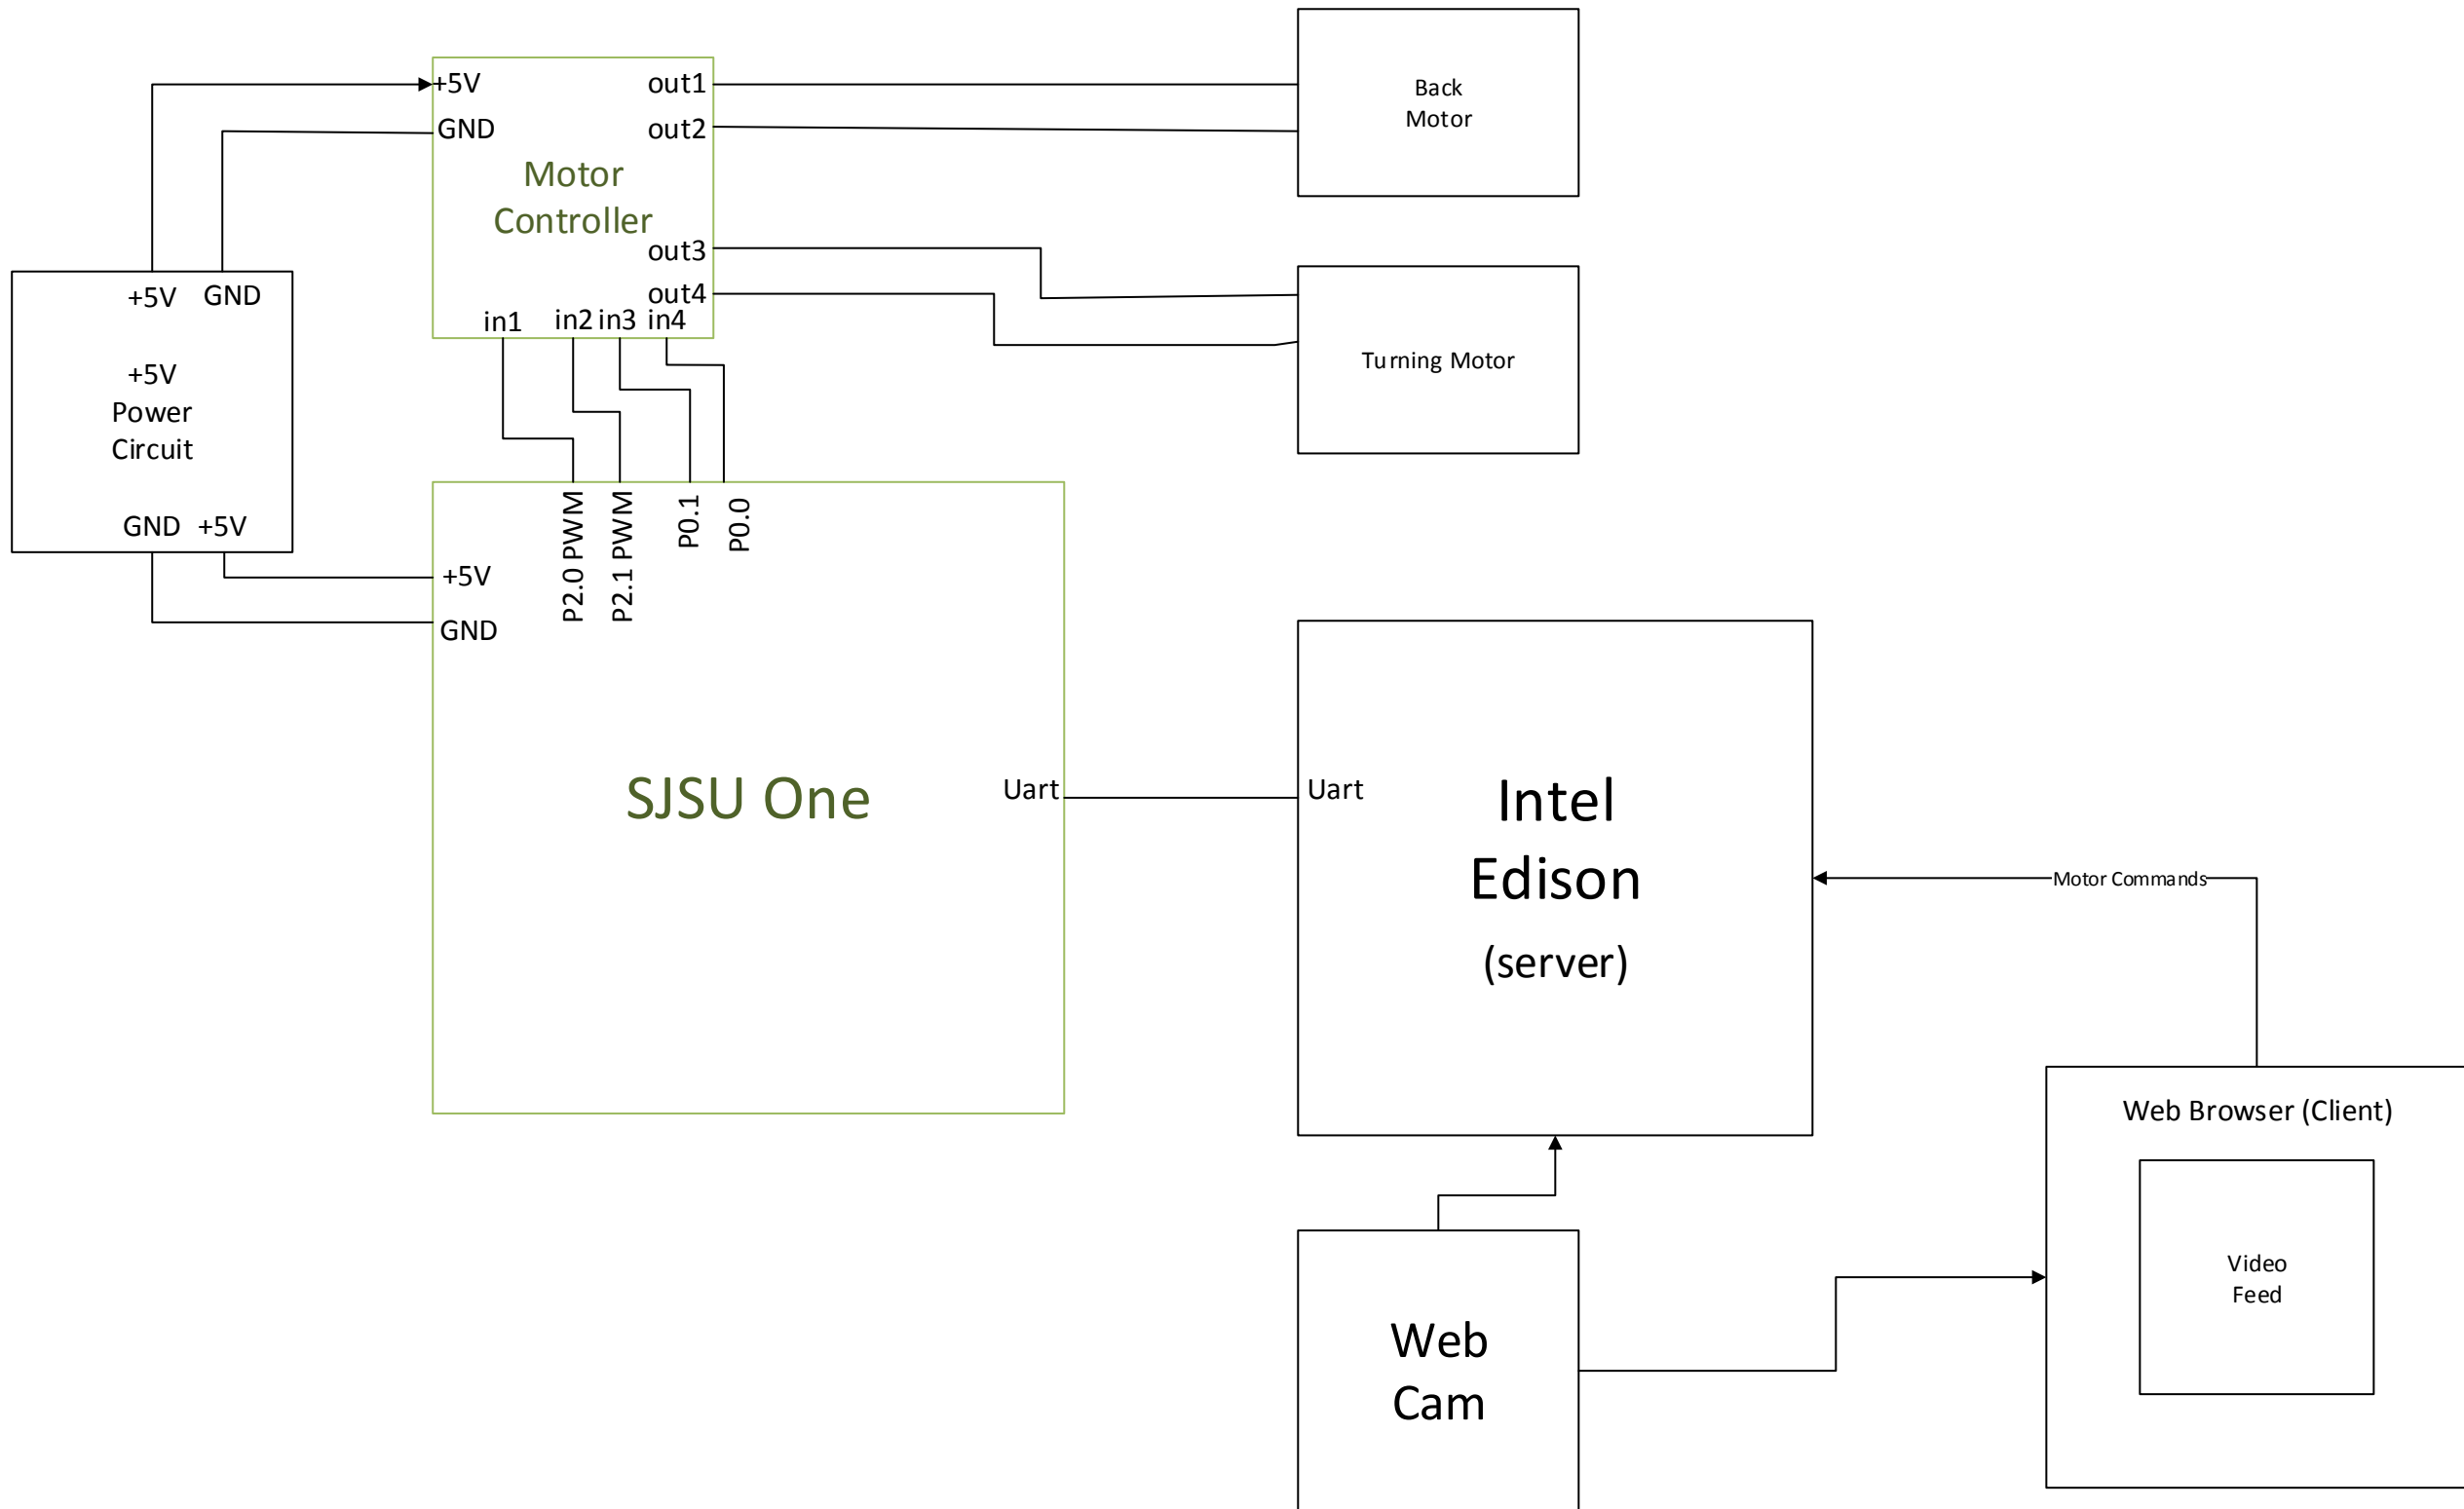 +5V
GND
out1
out2
Motor
Controller
out3
out4
in1
in2
in3
in4
Back
Motor
Turning Motor
+5V
GND
+5V
Power
Circuit
GND
+5V
P2.0 PWM
P2.1 PWM
P0.1
P0.0
+5V
GND
SJSU One
Uart
Uart
Intel
Edison
(server)
Motor Commands
Web Browser (Client)
Video
Feed
Web
Cam